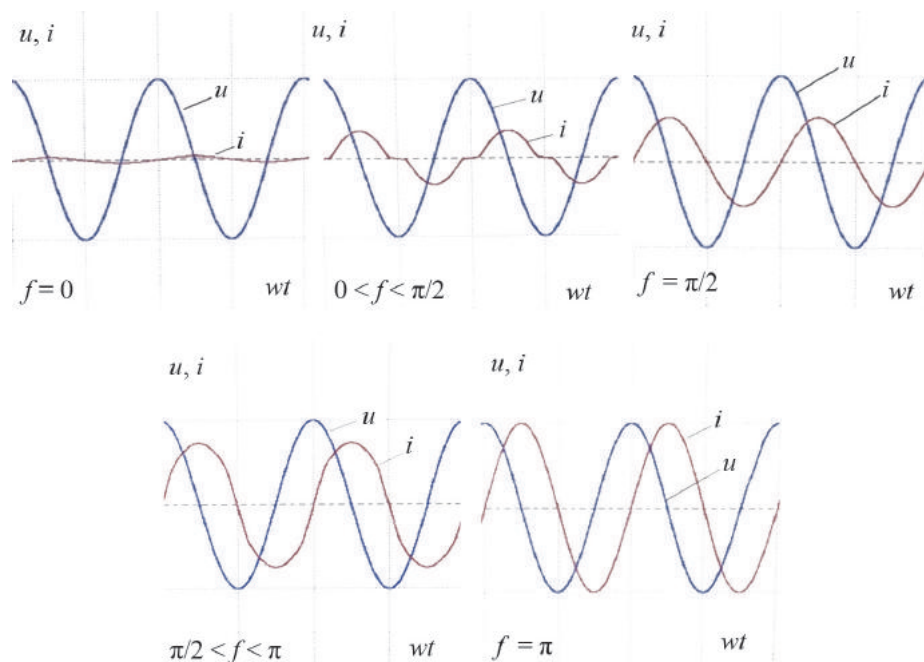 u, i
u
i
f = 0 wt
u, i
u
i
0 < f < π/2 wt
u, i
u
i
f = π/2 wt
u, i
u
i
π/2 < f < π wt
u, i
i
u
f = π wt